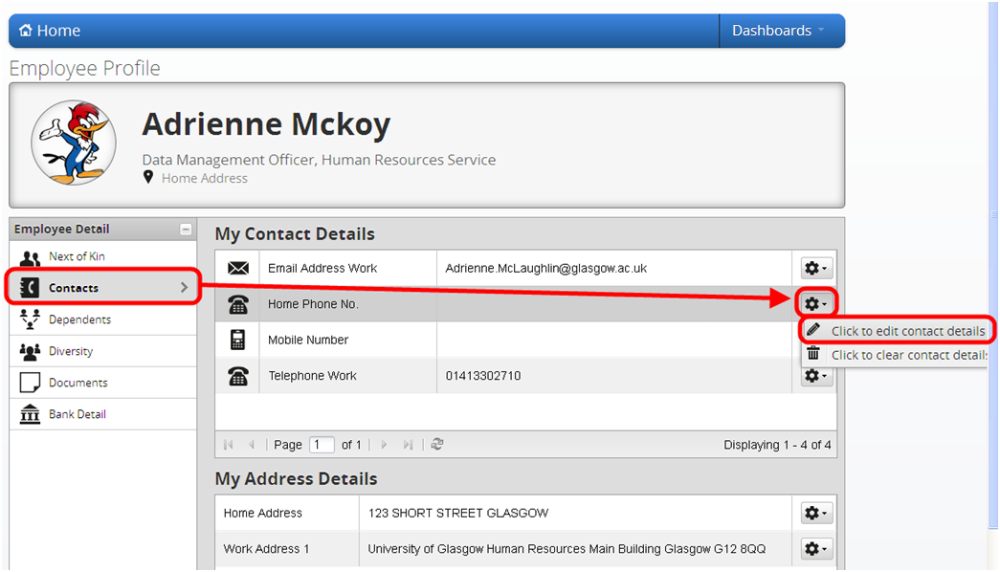 Home
Dashboards
Employee Profile
Adrienne Mckoy
Data Management Officer, Human Resources Service
Home Address
Employee Detail
Next of Kin
Contacts
Dependents
Diversity
Documents
Bank Detail
My Contact Details
Email Address Work Adrienne.McLaughlin@glasgow.ac.uk
Home Phone No.
Click to edit contact details
Mobile Number
Click to clear contact details
Telephone Work 01413302710
Page 1 of 1 Displaying 1 - 4 of 4
My Address Details
Home Address 123 SHORT STREET GLASGOW
Work Address 1 University of Glasgow Human Resources Main Building Glasgow G12 8QQ